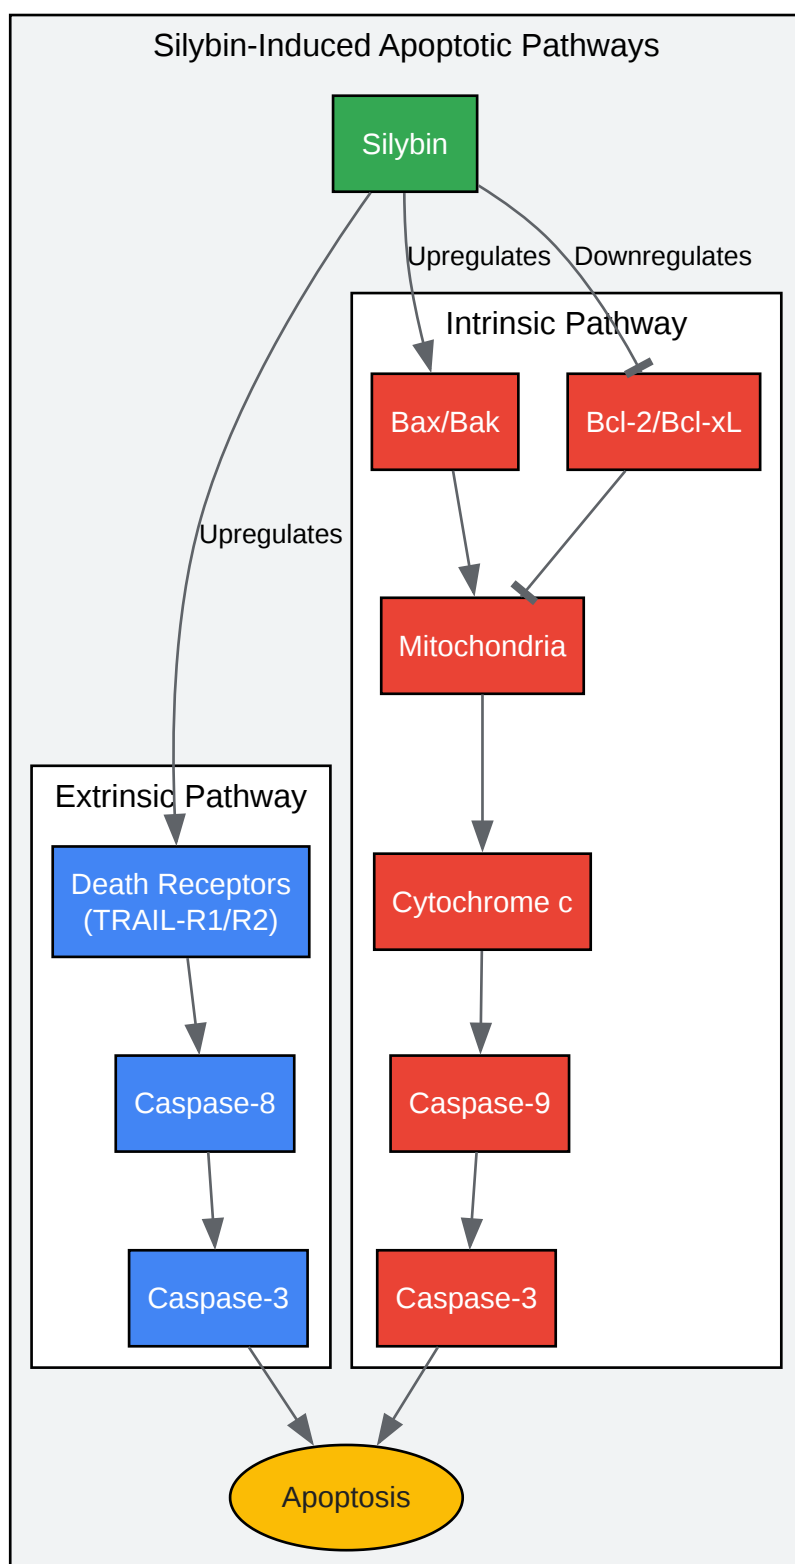 Silybin-Induced Apoptotic Pathways
Silybin
Upregulates
Downregulates
Intrinsic Pathway
Bax/Bak
Bcl-2/Bcl-xL
Upregulates
Mitochondria
Extrinsic Pathway
Death Receptors
(TRAIL-R1/R2)
Cytochrome c
Caspase-8
Caspase-9
Caspase-3
Caspase-3
Apoptosis